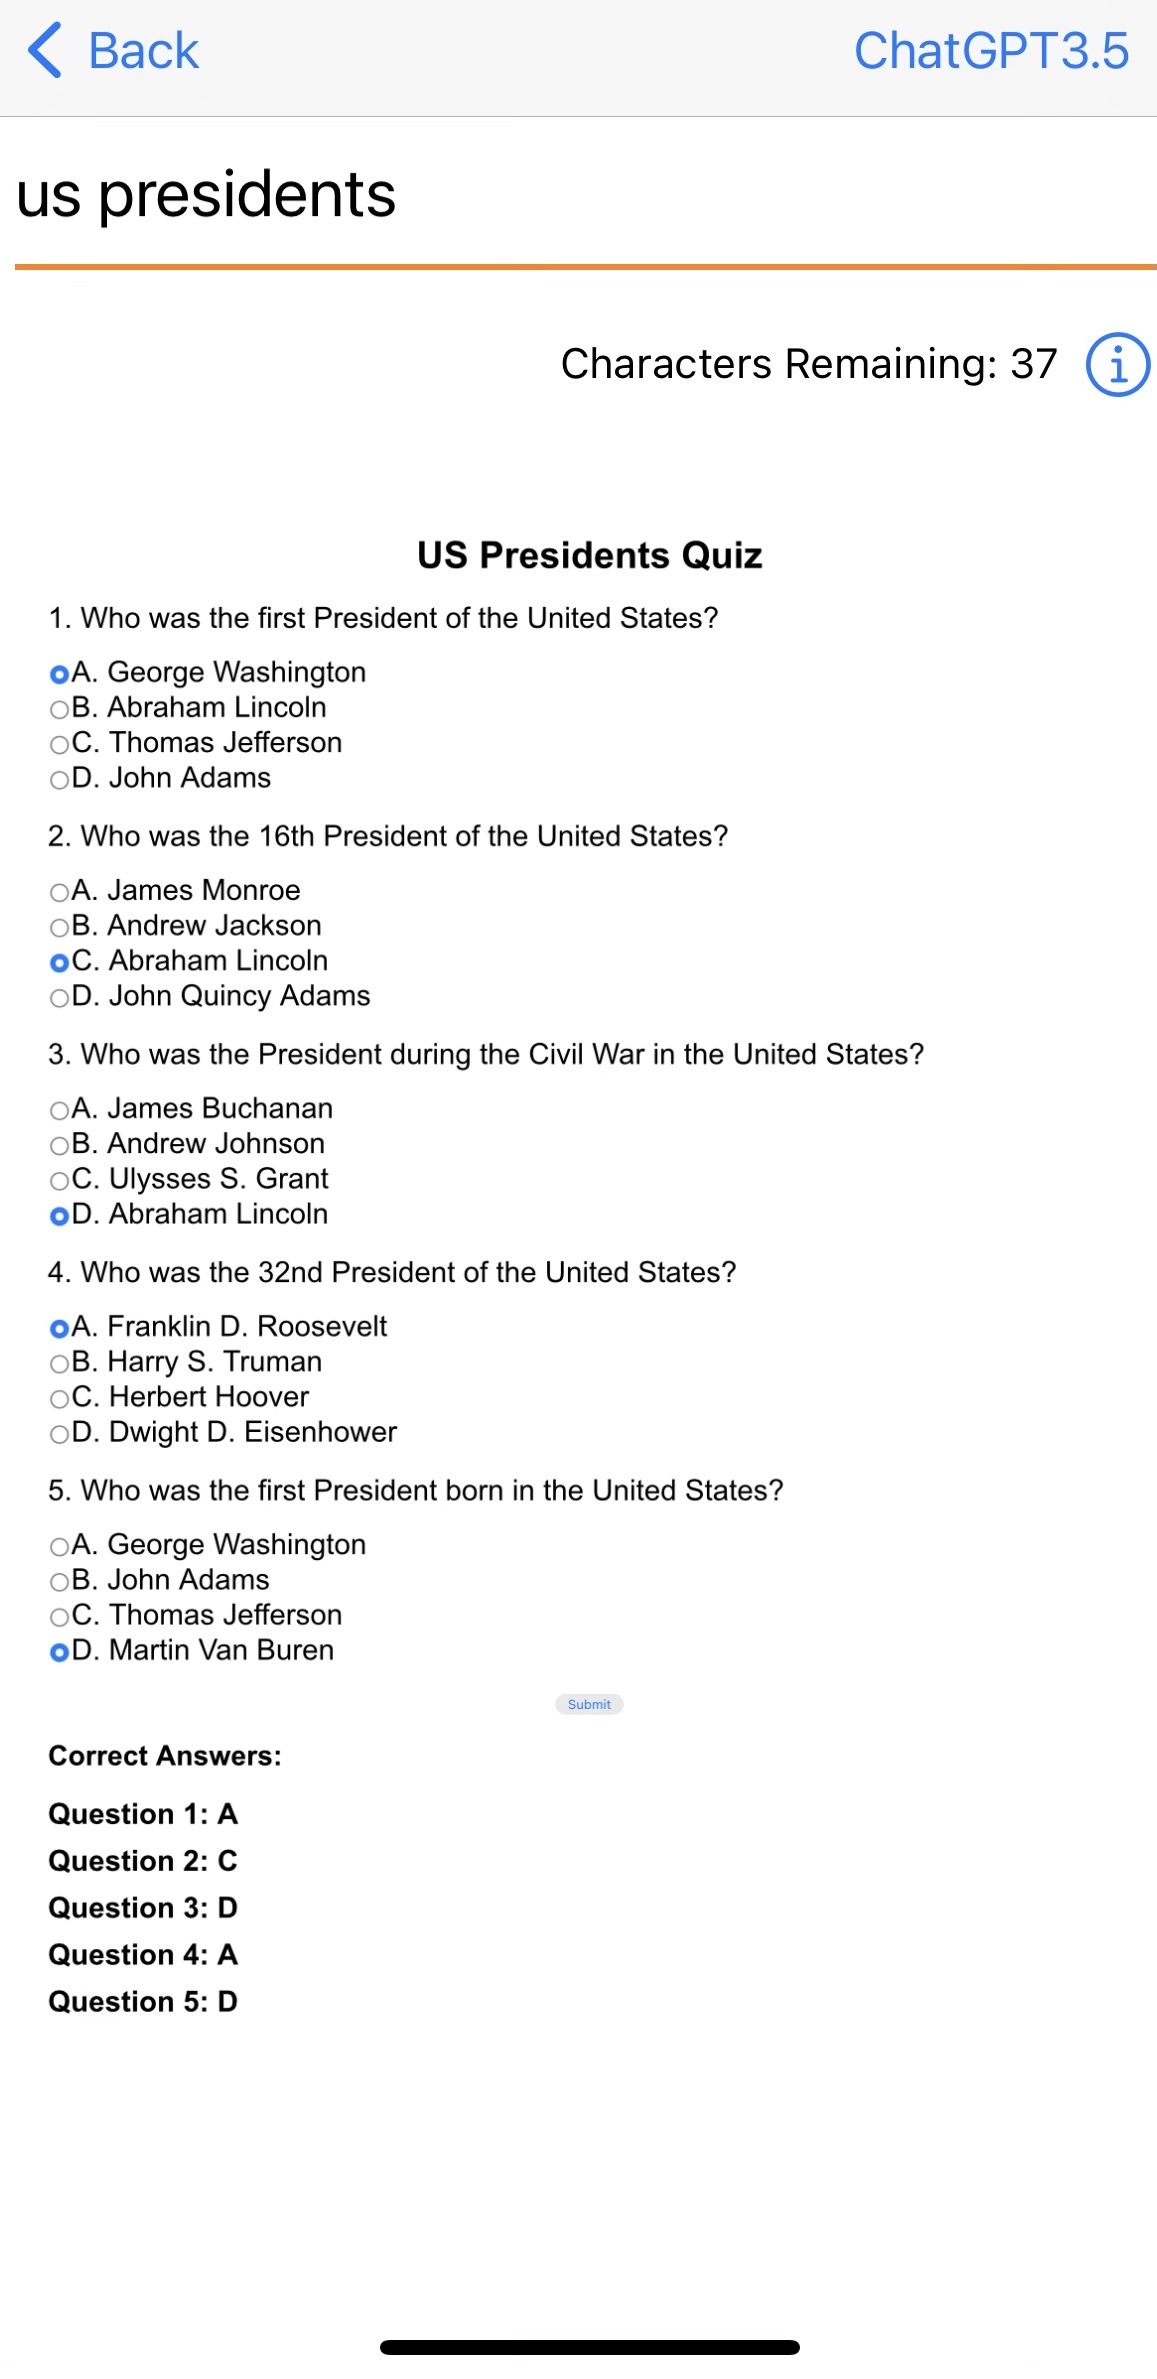 Back
ChatGPT3.5
us presidents
Characters Remaining: 37
US Presidents Quiz
1. Who was the first President of the United States?
A. George Washington
B. Abraham Lincoln
C. Thomas Jefferson
D. John Adams
2. Who was the 16th President of the United States?
A. James Monroe
B. Andrew Jackson
C. Abraham Lincoln
D. John Quincy Adams
3. Who was the President during the Civil War in the United States?
A. James Buchanan
B. Andrew Johnson
C. Ulysses S. Grant
D. Abraham Lincoln
4. Who was the 32nd President of the United States?
A. Franklin D. Roosevelt
B. Harry S. Truman
C. Herbert Hoover
D. Dwight D. Eisenhower
5. Who was the first President born in the United States?
A. George Washington
B. John Adams
C. Thomas Jefferson
D. Martin Van Buren
Submit
Correct Answers:
Question 1: A
Question 2: C
Question 3: D
Question 4: A
Question 5: D